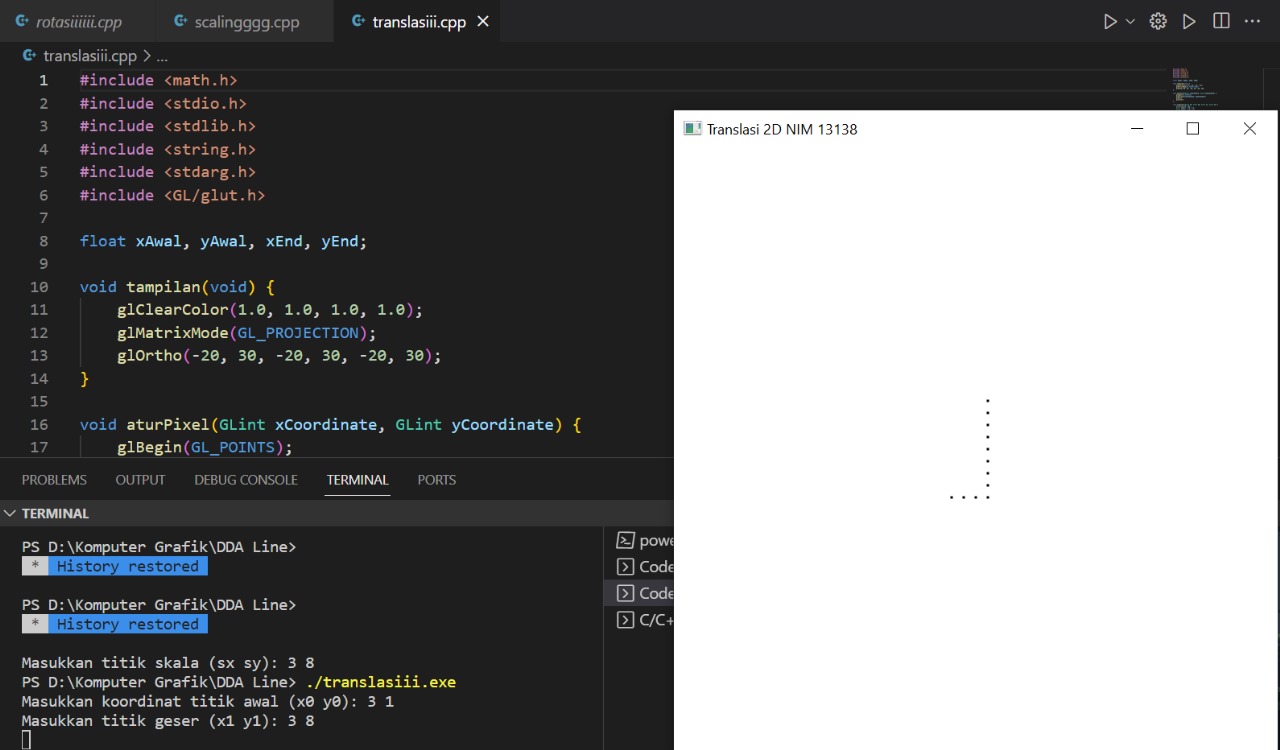 rotasiiiiii.cpp scalingggg.cpp translasiii.cpp
translasiii.cpp > ...
1 #include <math.h>
2 #include <stdio.h>
3 #include <stdlib.h>
4 #include <string.h>
5 #include <stdarg.h>
6 #include <GL/glut.h>
7
8 float xAwal, yAwal, xEnd, yEnd;
9
10 void tampilan(void) {
11 glClearColor(1.0, 1.0, 1.0, 1.0);
12 glMatrixMode(GL_PROJECTION);
13 glOrtho(-20, 30, -20, 30, -20, 30);
14 }
15
16 void aturPixel(GLint xCoordinate, GLint yCoordinate) {
17 glBegin(GL_POINTS);
Translasi 2D NIM 13138
PROBLEMS OUTPUT DEBUG CONSOLE TERMINAL PORTS
TERMINAL
PS D:\Komputer Grafik\DDA Line>
* History restored
PS D:\Komputer Grafik\DDA Line>
* History restored
Masukkan titik skala (sx sy): 3 8
PS D:\Komputer Grafik\DDA Line> ./translasiii.exe
Masukkan koordinat titik awal (x0 y0): 3 1
Masukkan titik geser (x1 y1): 3 8
powe
Code
Code
C/C+